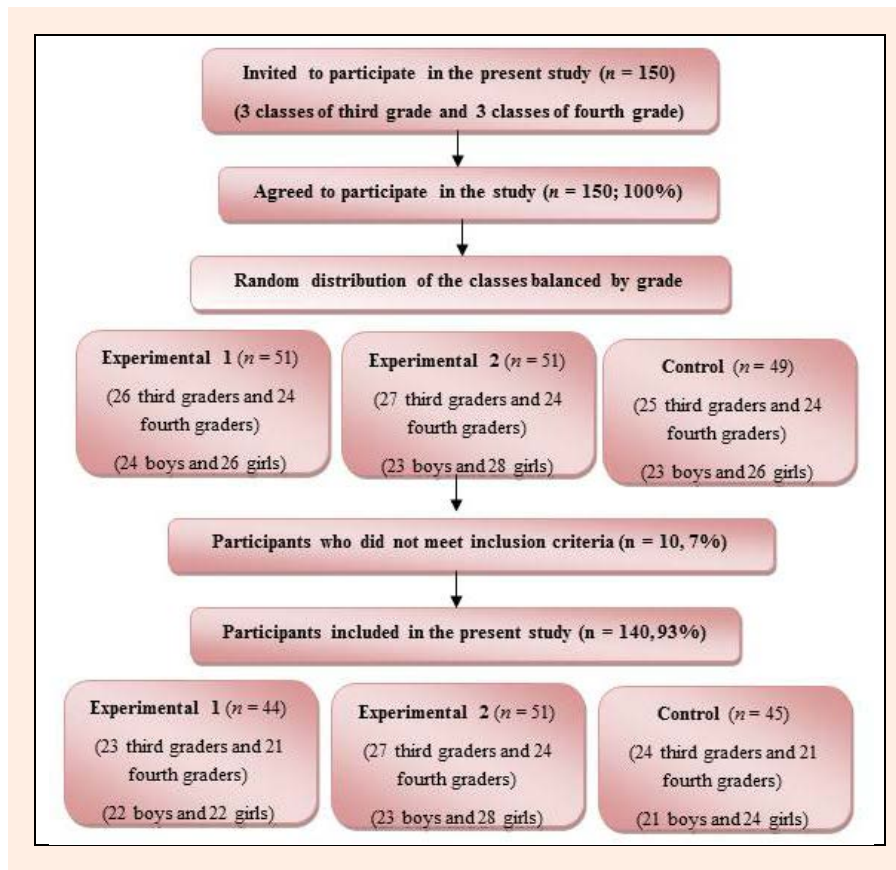 Invited to participate in the present study (n = 150)
(3 classes of third grade and 3 classes of fourth grade)
Agreed to participate in the study (n = 150; 100%)
Random distribution of the classes balanced by grade
Experimental 1 (n = 51)
(26 third graders and 24
fourth graders)
(24 boys and 26 girls)
Experimental 2 (n = 51)
(27 third graders and 24
fourth graders)
(23 boys and 28 girls)
Control (n = 49)
(25 third graders and 24
fourth graders)
(23 boys and 26 girls)
Participants who did not meet inclusion criteria (n = 10, 7%)
Participants included in the present study (n = 140,93%)
Experimental 1 (n = 44)
(23 third graders and 21
fourth graders)
(22 boys and 22 girls)
Experimental 2 (n = 51)
(27 third graders and 24
fourth graders)
(23 boys and 28 girls)
Control (n = 45)
(24 third graders and 21
fourth graders)
(21 boys and 24 girls)